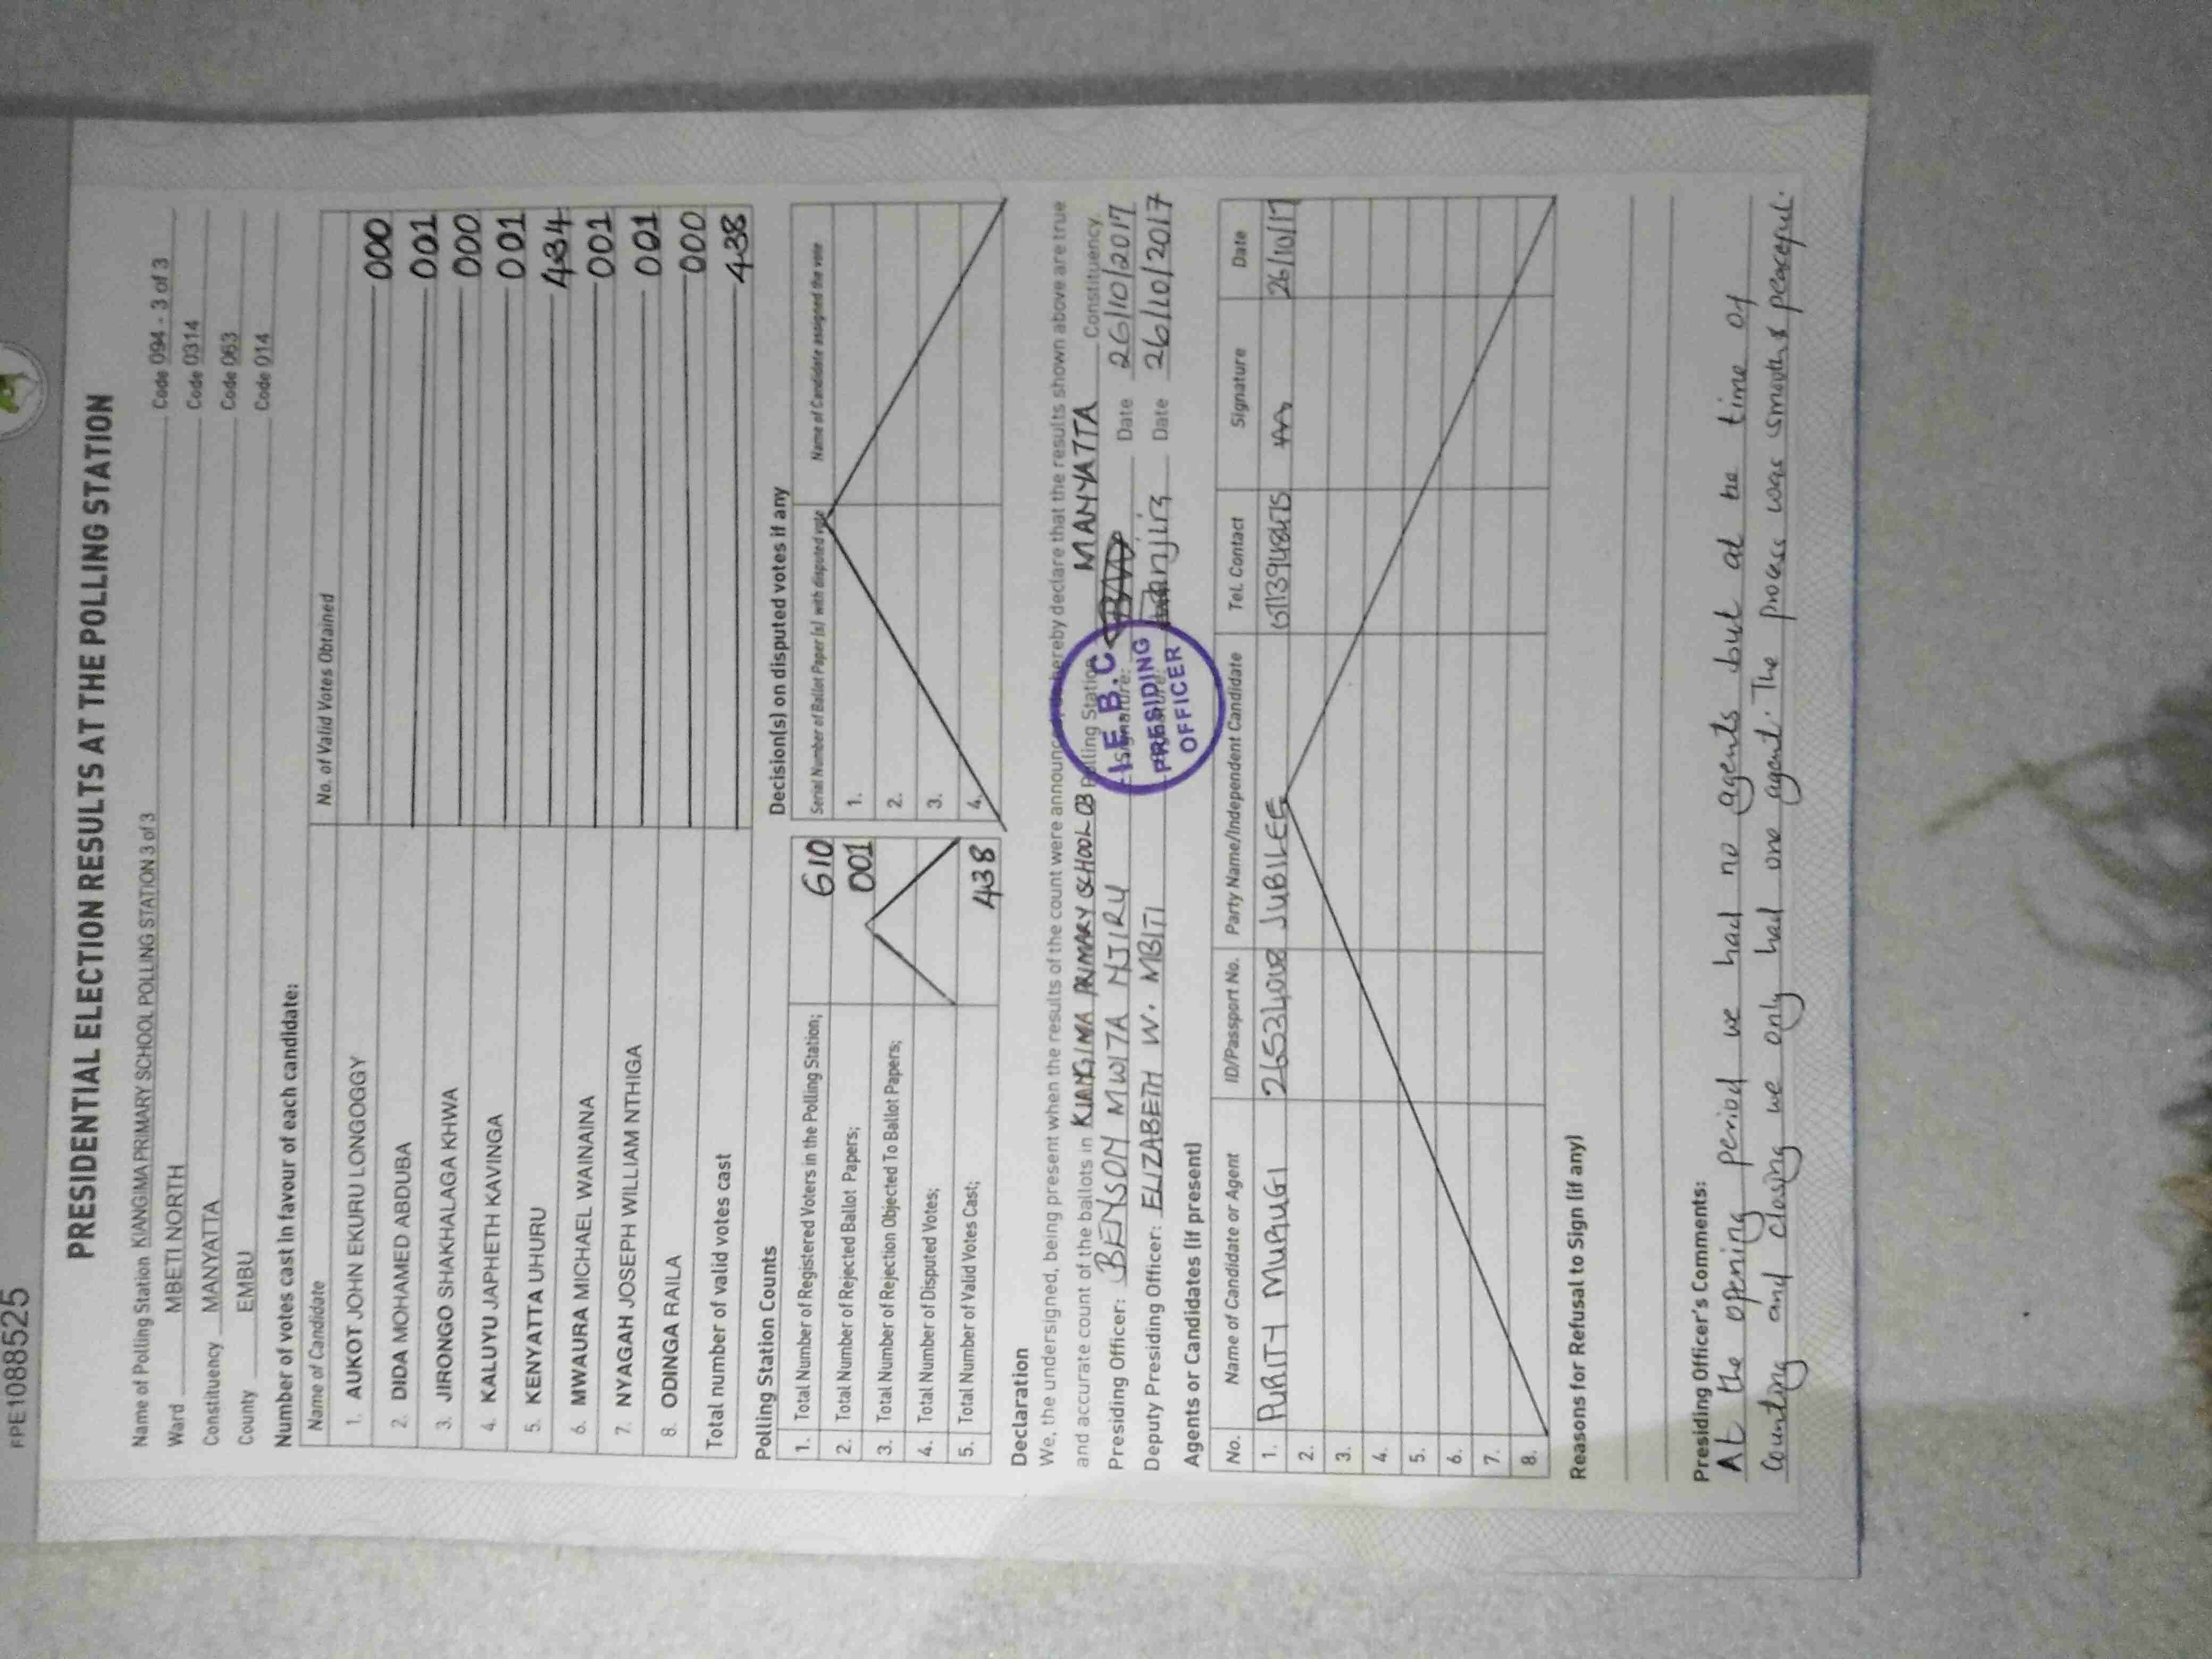 PPE1088525
PRESIDENTIAL ELECTION RESULTS AT THE POLLING STATION
Name of Polling Station KIANGIMA PRIMARY SCHOOL POLLING STATION 3 of 3 Code 094 - 3 of 3
Ward MBETI NORTH Code 0314
Constituency MANYATTA Code 063
County EMBU Code 014
Number of votes cast in favour of each candidate:
Name of Candidate No. of Valid Votes Obtained
1. AUKOT JOHN EKURU LONGOGGY 000
2. DIDA MOHAMED ABDUBA 001
3. JIRONGO SHAKHALAGA KHWA 000
4. KALUYU JAPHETH KAVINGA 001
5. KENYATTA UHURU 434
6. MWAURA MICHAEL WAINAINA 001
7. NYAGAH JOSEPH WILLIAM NTHIGA 001
8. ODINGA RAILA 000
Total number of valid votes cast 438
Polling Station Counts
1. Total Number of Registered Voters in the Polling Station; 610
2. Total Number of Rejected Ballot Papers; 001
3. Total Number of Rejection Objected To Ballot Papers;
4. Total Number of Disputed Votes;
5. Total Number of Valid Votes Cast; 438
Decision(s) on disputed votes if any
Serial Number of Ballot Paper (s) with disputed vote Name of Candidate assigned the vote
1.
2.
3.
4.
Declaration
We, the undersigned, being present when the results of the count were announced, do hereby declare that the results shown above are true
and accurate count of the ballots in KIANGIMA PRIMARY SCHOOL 03 Polling Station MANYATTA Constituency.
Presiding Officer: BENSON MWITA NJIRU Signature: Date 26/10/2017
Deputy Presiding Officer: ELIZABETH W. MBITI Date 26/10/2017
I.E.B.C
PRESIDING
OFFICER
Agents or Candidates (if present)
No. Name of Candidate or Agent ID/Passport No. Party Name/Independent Candidate Tel. Contact Signature Date
1. PURITY MURUGI JUBILEE 26/10/17
2.
3.
4.
5.
6.
7.
8.
Reasons for Refusal to Sign (if any)
Presiding Officer's Comments:
At the opening period we had no agents but at the time of
Counting and closing we only had one agent. The process was smooth & peaceful.